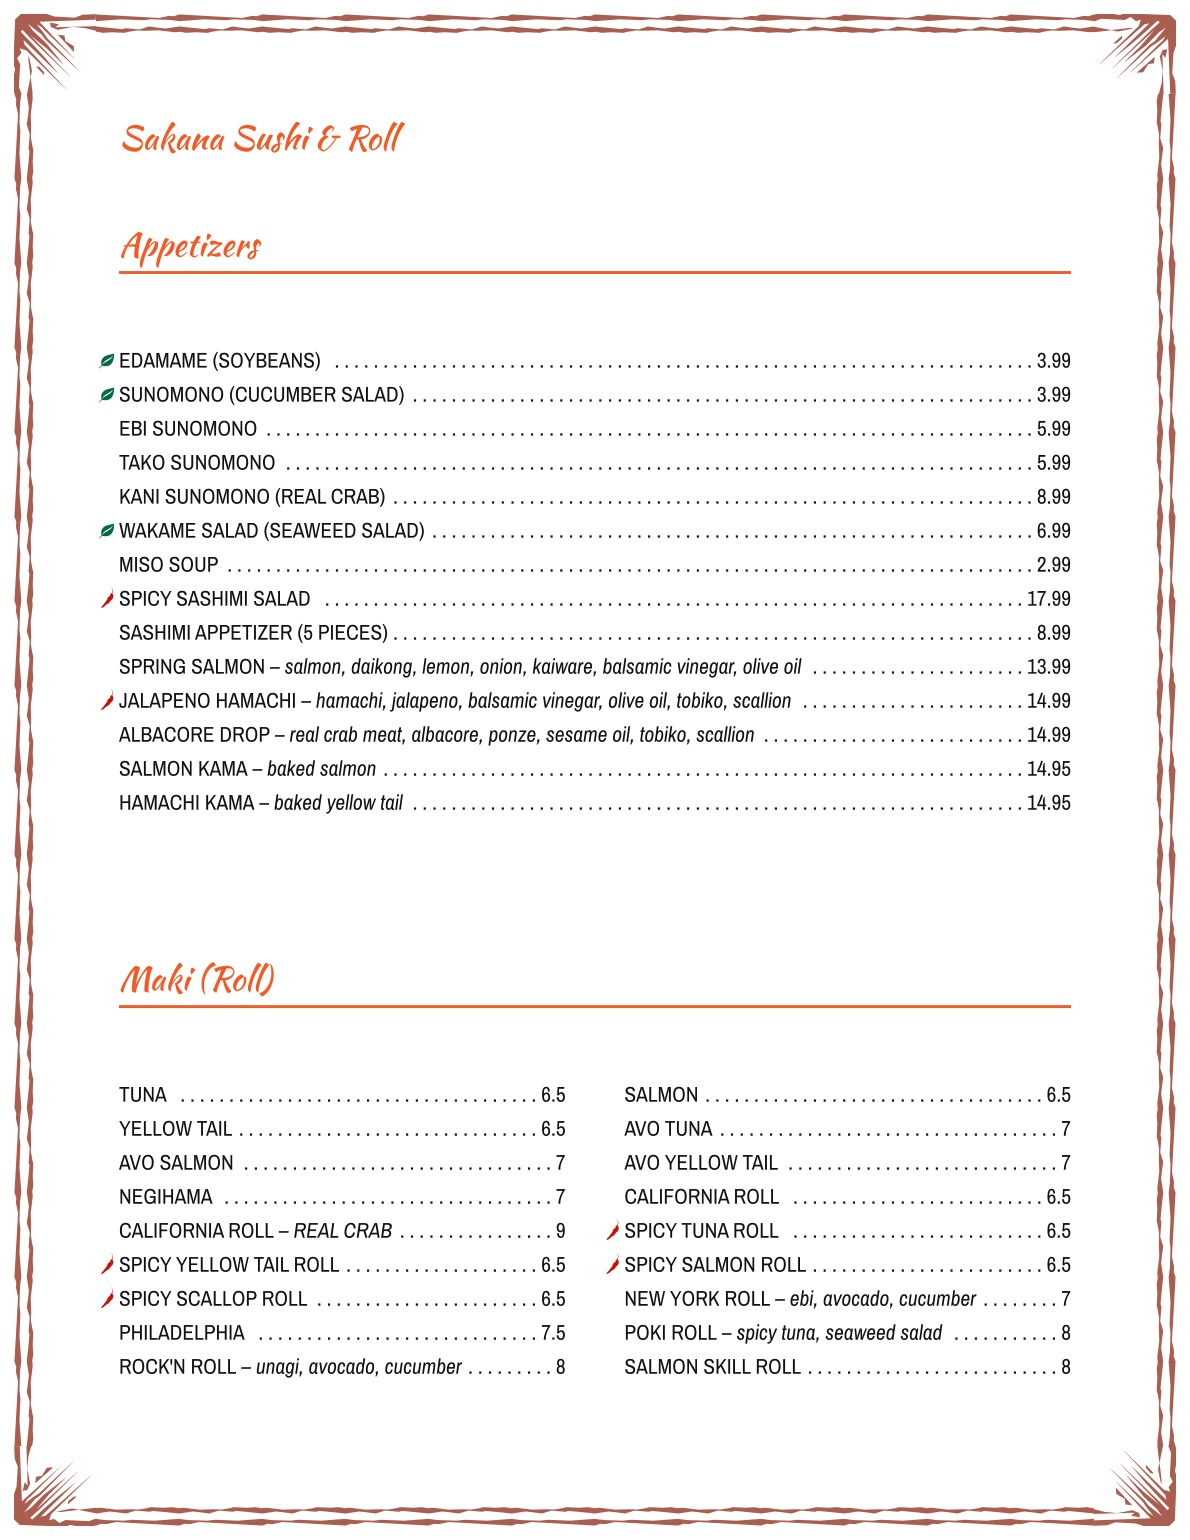 Sakana Sushi & Roll
Appetizers
EDAMAME (SOYBEANS) 3.99
SUNOMONO (CUCUMBER SALAD) 3.99
EBI SUNOMONO 5.99
TAKO SUNOMONO 5.99
KANI SUNOMONO (REAL CRAB) 8.99
WAKAME SALAD (SEAWEED SALAD) 6.99
MISO SOUP 2.99
SPICY SASHIMI SALAD 17.99
SASHIMI APPETIZER (5 PIECES) 8.99
SPRING SALMON – salmon, daikong, lemon, onion, kaiware, balsamic vinegar, olive oil 13.99
JALAPENO HAMACHI – hamachi, jalapeno, balsamic vinegar, olive oil, tobiko, scallion 14.99
ALBACORE DROP – real crab meat, albacore, ponze, sesame oil, tobiko, scallion 14.99
SALMON KAMA – baked salmon 14.95
HAMACHI KAMA – baked yellow tail 14.95
Maki (Roll)
TUNA 6.5
YELLOW TAIL 6.5
AVO SALMON 7
NEGIHAMA 7
CALIFORNIA ROLL – REAL CRAB 9
SPICY YELLOW TAIL ROLL 6.5
SPICY SCALLOP ROLL 6.5
PHILADELPHIA 7.5
ROCK'N ROLL – unagi, avocado, cucumber 8
SALMON 6.5
AVO TUNA 7
AVO YELLOW TAIL 7
CALIFORNIA ROLL 6.5
SPICY TUNA ROLL 6.5
SPICY SALMON ROLL 6.5
NEW YORK ROLL – ebi, avocado, cucumber 7
POKI ROLL – spicy tuna, seaweed salad 8
SALMON SKILL ROLL 8